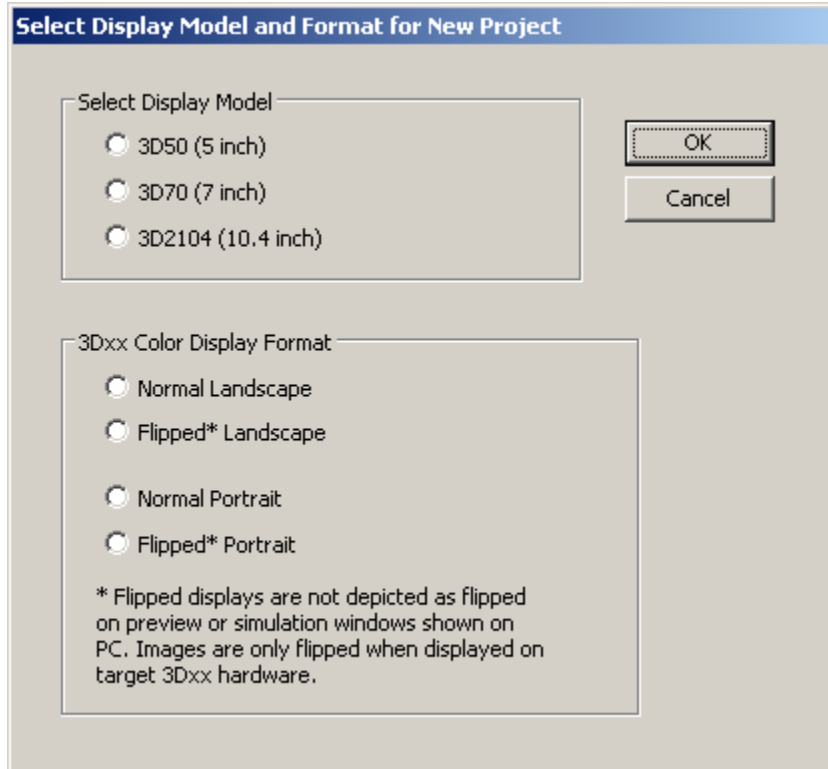 Select Display Model and Format for New Project
Select Display Model
3D50 (5 inch)
3D70 (7 inch)
3D2104 (10.4 inch)
OK
Cancel
3Dxx Color Display Format
Normal Landscape
Flipped* Landscape
Normal Portrait
Flipped* Portrait
* Flipped displays are not depicted as flipped
on preview or simulation windows shown on
PC. Images are only flipped when displayed on
target 3Dxx hardware.